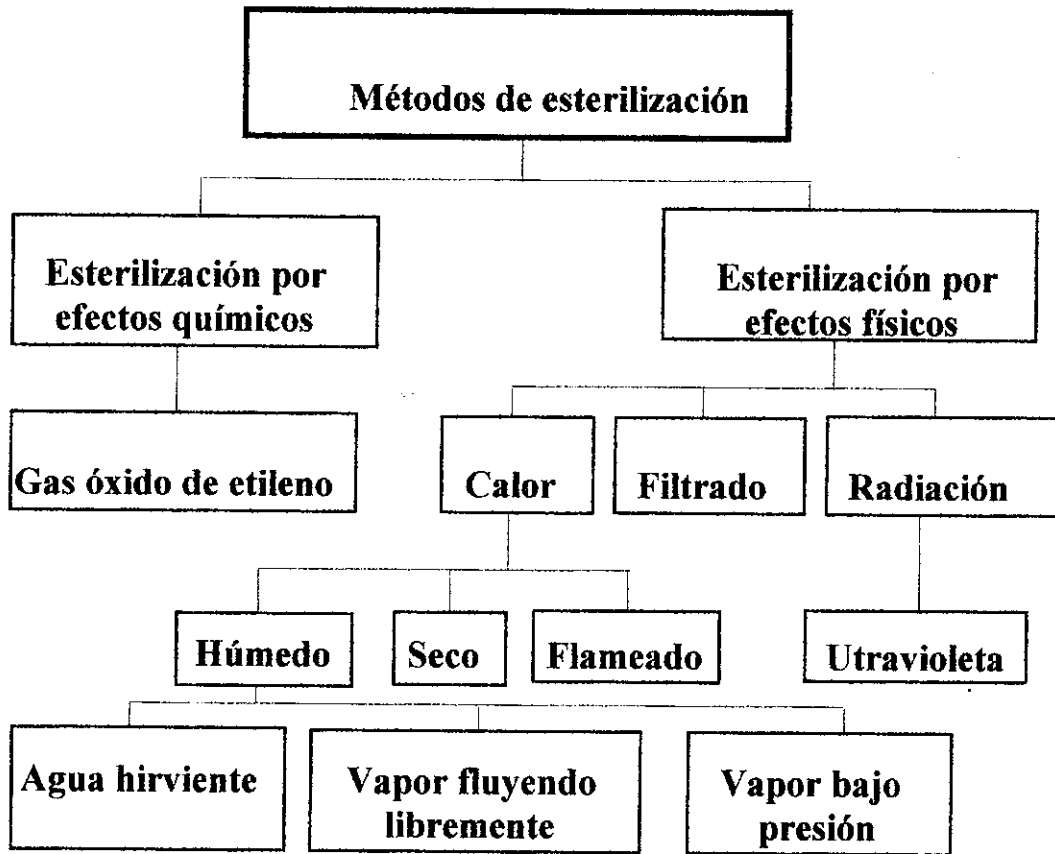 Métodos de esterilización
Esterilización por
efectos químicos
Esterilización por
efectos físicos
Gas óxido de etileno
Calor
Filtrado
Radiación
Húmedo
Seco
Flameado
Utravioleta
Agua hirviente
Vapor fluyendo
libremente
Vapor bajo
presión